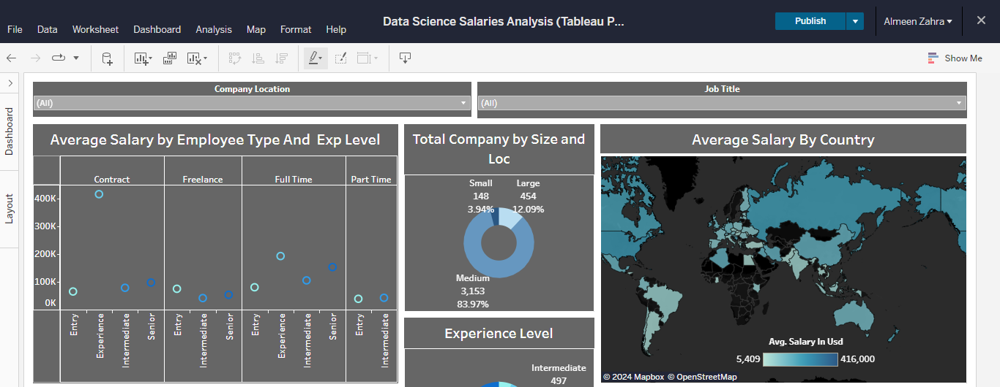 Data Science Salaries Analysis (Tableau P...
Publish
Almeen Zahra
File Data Worksheet Dashboard Analysis Map Format Help
Show Me
Dashboard
Layout
Company Location
(All)
Job Title
(All)
Average Salary by Employee Type And Exp Level
Contract Freelance Full Time Part Time
400K
300K
200K
100K
0K
Entry Experience Intermediate Senior Entry Intermediate Senior Entry Experience Intermediate Senior Entry Intermediate
Total Company by Size and
Loc
Small
148
3.94%
Large
454
12.09%
Medium
3,153
83.97%
Experience Level
Intermediate
497
Average Salary By Country
Avg. Salary In Usd
5,409 416,000
© 2024 Mapbox © OpenStreetMap